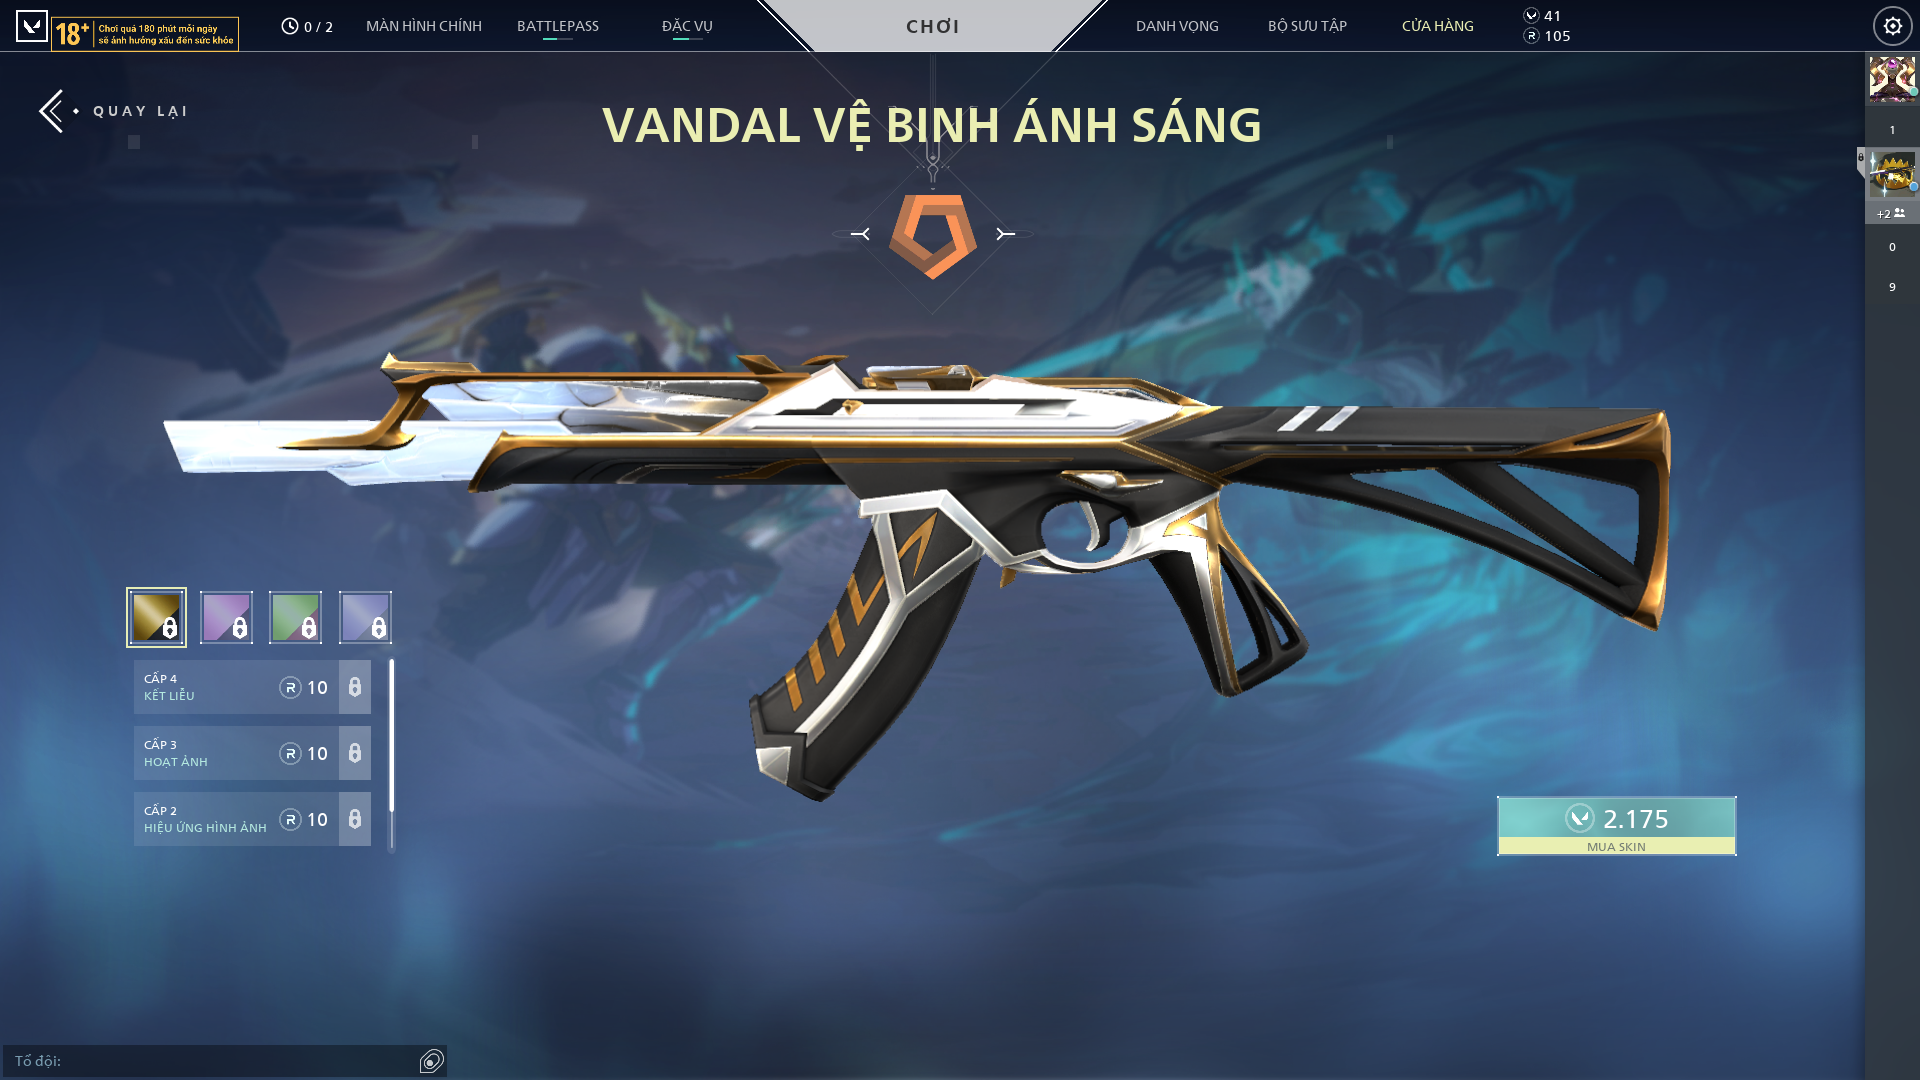 18+
Chơi quá 180 phút mỗi ngày
sẽ ảnh hưởng xấu đến sức khỏe
0 / 2
MÀN HÌNH CHÍNH
BATTLEPASS
ĐẶC VỤ
CHƠI
DANH VỌNG
BỘ SƯU TẬP
CỬA HÀNG
41
105
QUAY LẠI
VANDAL VỆ BINH ÁNH SÁNG
1
+2
0
9
CẤP 4
KẾT LIỄU
R 10
CẤP 3
HOẠT ẢNH
R 10
CẤP 2
HIỆU ỨNG HÌNH ẢNH
R 10
2.175
MUA SKIN
Tổ đội: